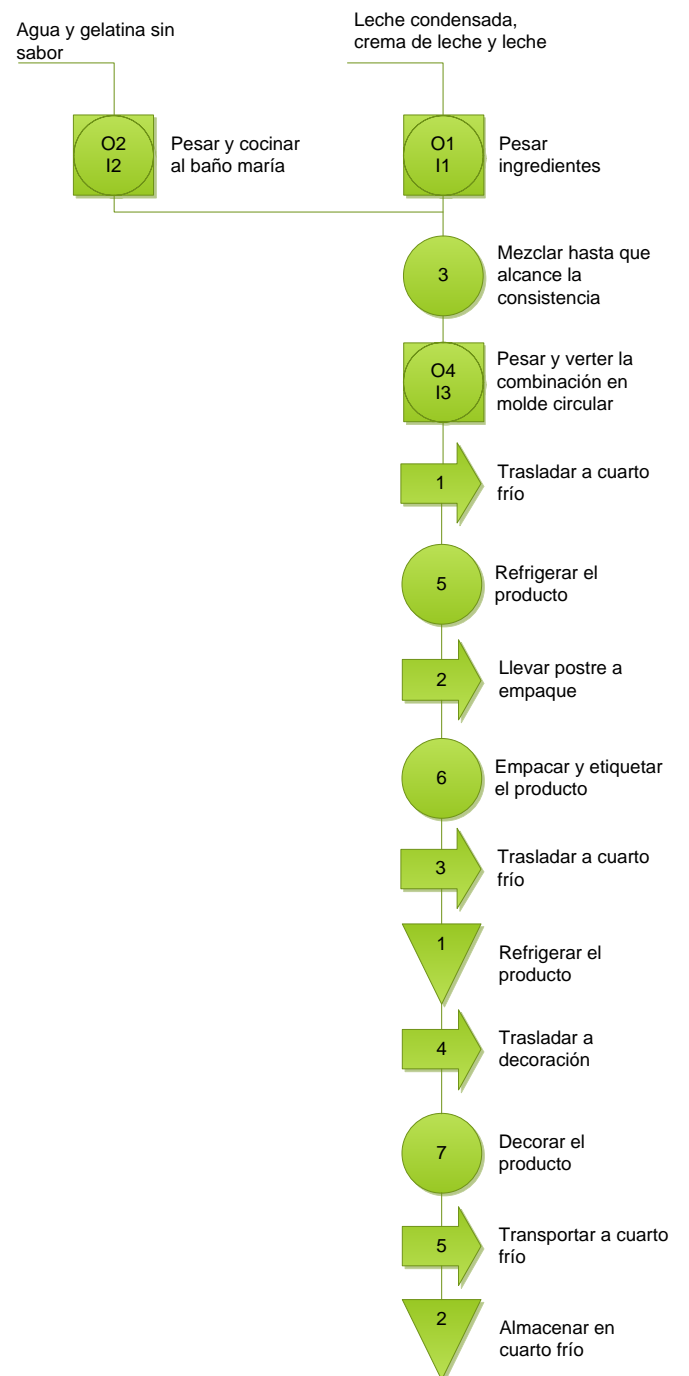 Agua y gelatina sin
sabor
Leche condensada,
crema de leche y leche
O2
I2
Pesar y cocinar
al baño maría
O1
I1
Pesar
ingredientes
3
Mezclar hasta que
alcance la
consistencia
O4
I3
Pesar y verter la
combinación en
molde circular
1
Trasladar a cuarto
frío
5
Refrigerar el
producto
2
Llevar postre a
empaque
6
Empacar y etiquetar
el producto
3
Trasladar a cuarto
frío
1
Refrigerar el
producto
4
Trasladar a
decoración
7
Decorar el
producto
5
Transportar a cuarto
frío
2
Almacenar en
cuarto frío